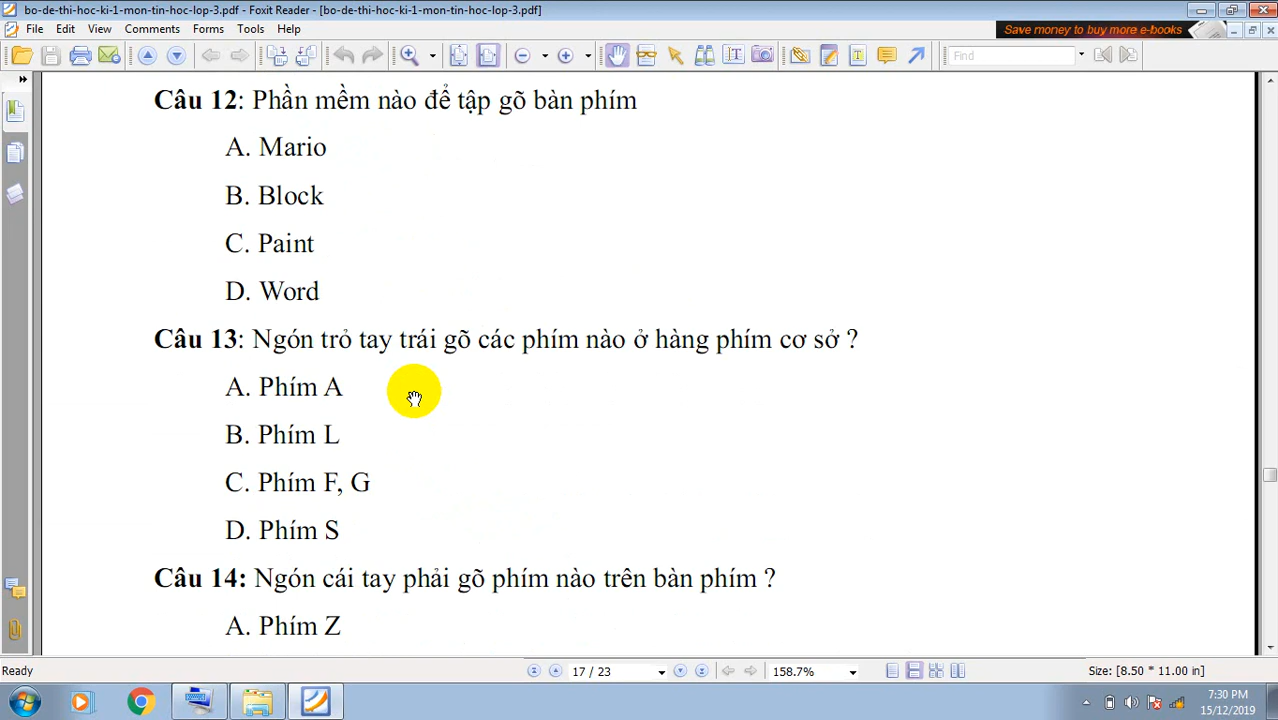 bo-de-thi-hoc-ki-1-mon-tin-hoc-lop-3.pdf - Foxit Reader - [bo-de-thi-hoc-ki-1-mon-tin-hoc-lop-3.pdf]
File Edit View Comments Forms Tools Help
Save money to buy more e-books
Find
Câu 12: Phần mềm nào để tập gõ bàn phím
A. Mario
B. Block
C. Paint
D. Word
Câu 13: Ngón trỏ tay trái gõ các phím nào ở hàng phím cơ sở ?
A. Phím A
B. Phím L
C. Phím F, G
D. Phím S
Câu 14: Ngón cái tay phải gõ phím nào trên bàn phím ?
A. Phím Z
Ready
17 / 23
158.7%
Size: [8.50 * 11.00 in]
7:30 PM
15/12/2019